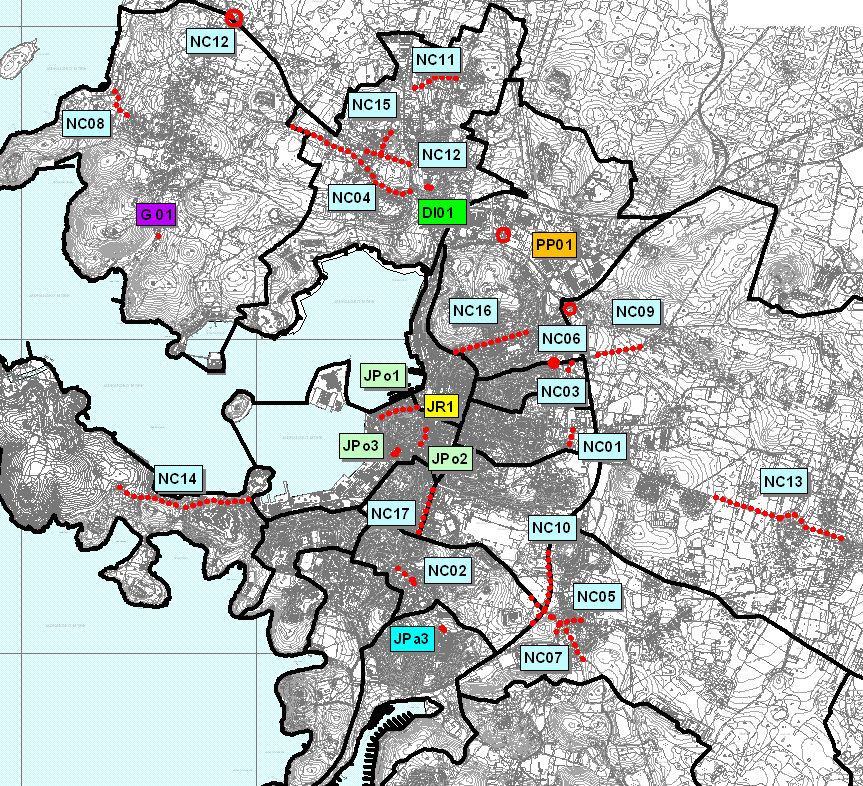 NC12
NC11
NC15
NC08
NC12
NC04
G 01
DI01
PP01
NC16
NC09
NC06
JPo1
NC03
JR1
JPo3
NC01
JPo2
NC14
NC13
NC17
NC10
NC02
NC05
JPa3
NC07